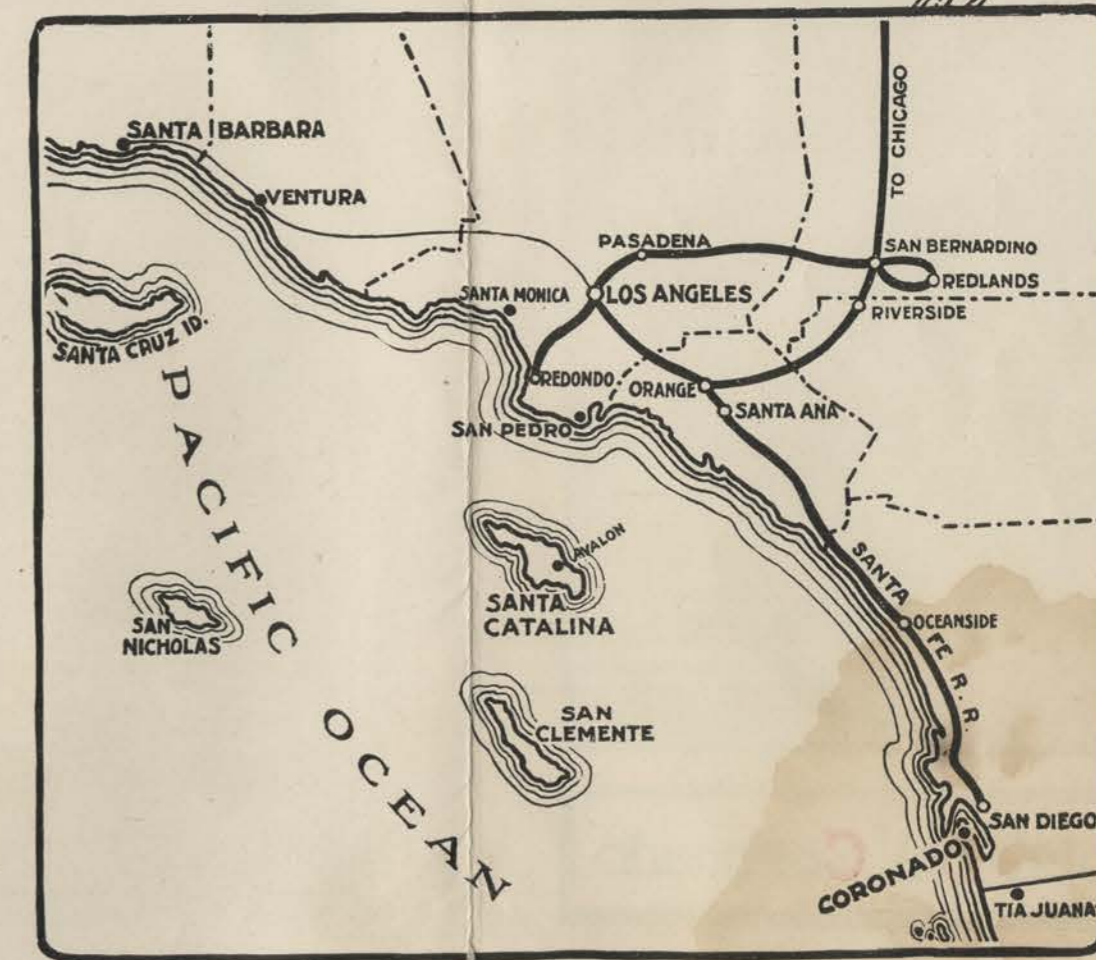 TO CHICAGO
SANTA BARBARA
VENTURA
PASADENA
SAN BERNARDINO
REDLANDS
SANTA MONICA
LOS ANGELES
RIVERSIDE
SANTA CRUZ ID.
REDONDO
ORANGE
SANTA ANA
SAN PEDRO
PACIFIC OCEAN
AVALON
SANTA
CATALINA
SAN
NICHOLAS
SANTA FE R.R
OCEANSIDE
SAN
CLEMENTE
SAN DIEGO
CORONADO
TIA JUANA